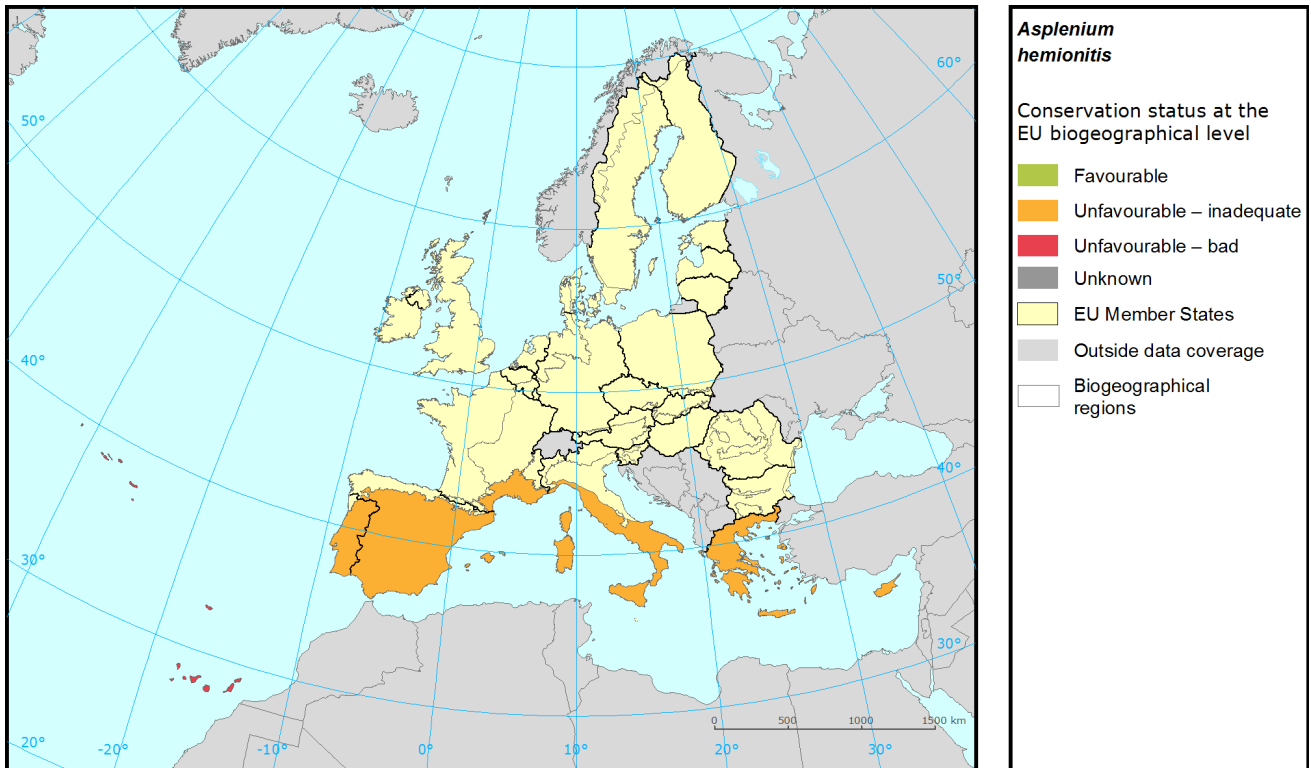 Asplenium
hemionitis
Conservation status at the
EU biogeographical level
Favourable
Unfavourable – inadequate
Unfavourable – bad
Unknown
EU Member States
Outside data coverage
Biogeographical
regions
60°
50°
50°
40°
40°
30°
30°
0 500 1000 1500 km
20° -20° -10° 0° 10° 20° 30°